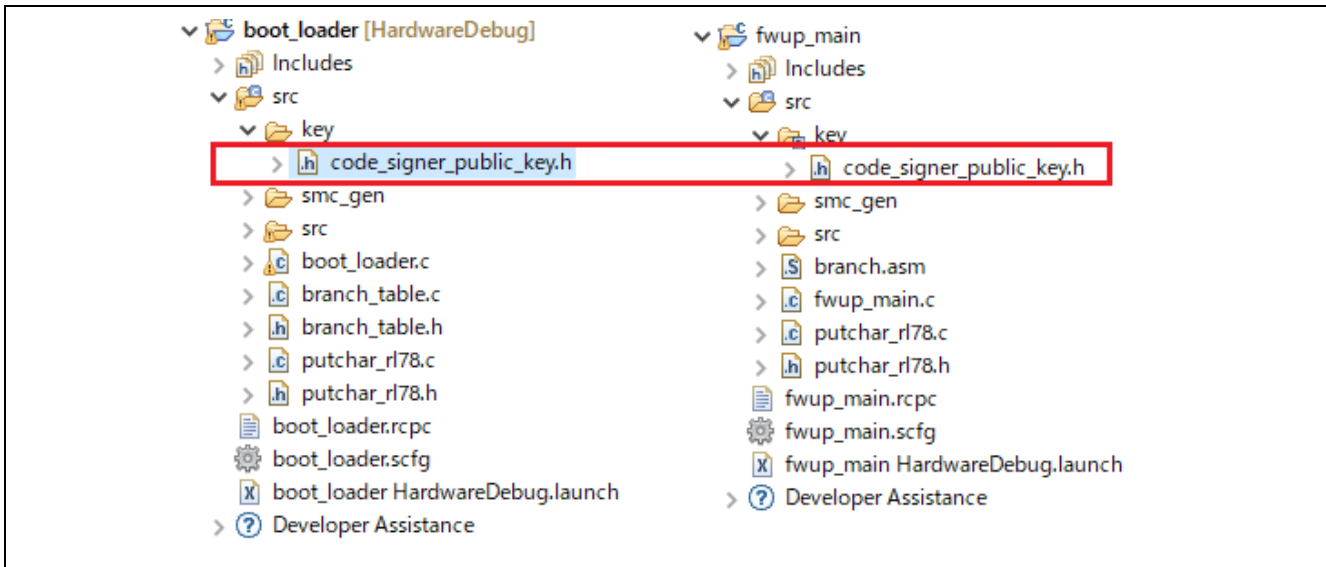 boot_loader [HardwareDebug]
Includes
src
key
code_signer_public_key.h
smc_gen
src
boot_loader.c
branch_table.c
branch_table.h
putchar_rl78.c
putchar_rl78.h
boot_loader.rcpc
boot_loader.scfg
boot_loader HardwareDebug.launch
Developer Assistance
fwup_main
Includes
src
key
code_signer_public_key.h
smc_gen
src
branch.asm
fwup_main.c
putchar_rl78.c
putchar_rl78.h
fwup_main.rcpc
fwup_main.scfg
fwup_main HardwareDebug.launch
Developer Assistance